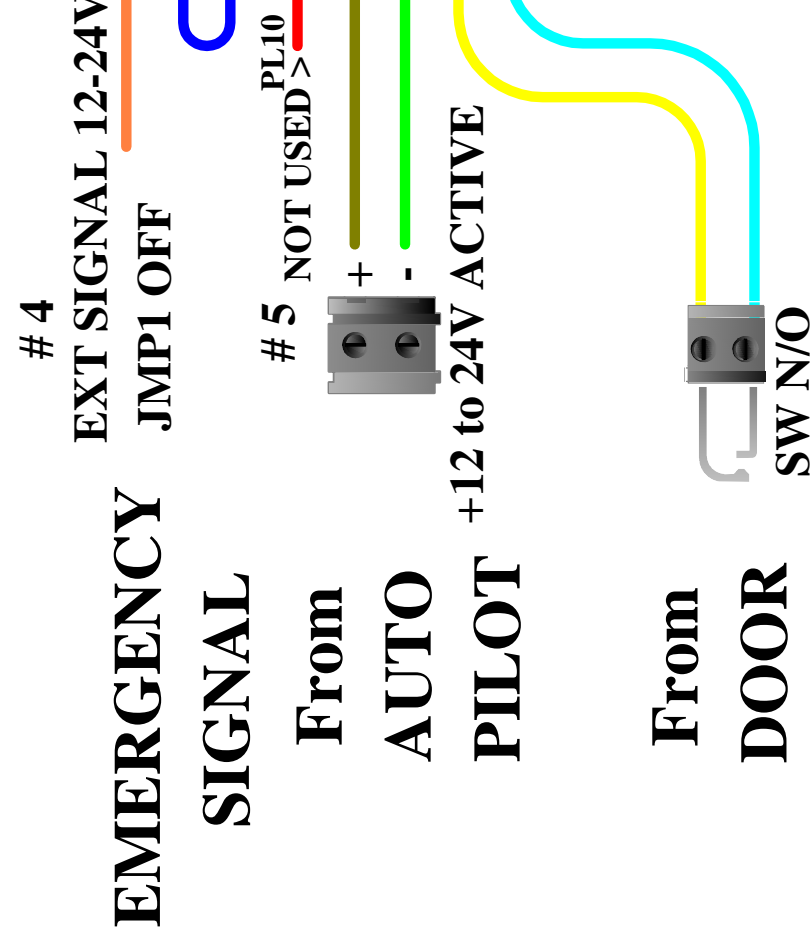 # 4
EXT SIGNAL 12-24V
JMP1 OFF
EMERGENCY
SIGNAL
PL10
NOT USED >
# 5
+
-
+12 to 24V ACTIVE
From
AUTO
PILOT
SW N/O
From
DOOR